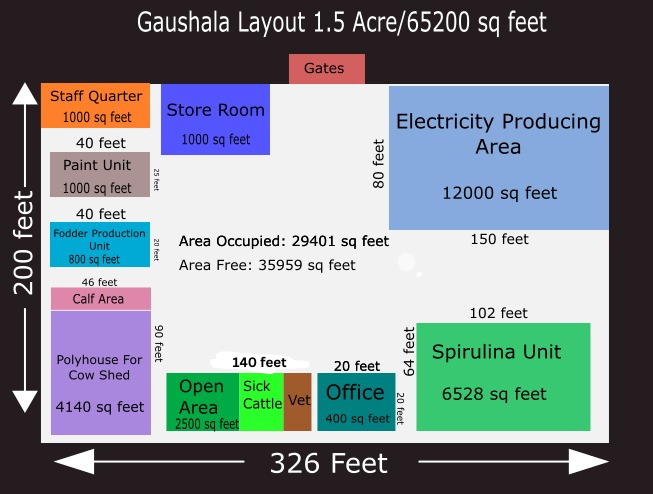 Gaushala Layout 1.5 Acre/65200 sq feet
Gates
Staff Quarter
1000 sq feet
Store Room
1000 sq feet
Electricity Producing
Area
12000 sq feet
80 feet
150 feet
40 feet
Paint Unit
1000 sq feet
25 feet
40 feet
Fodder Production
Unit
800 sq feet
20 feet
Area Occupied: 29401 sq feet
Area Free: 35959 sq feet
200 feet
46 feet
Calf Area
Polyhouse For
Cow Shed
4140 sq feet
90 feet
140 feet
Open
Area
2500 sq feet
Sick
Cattle
Vet
20 feet
Office
400 sq feet
20 feet
102 feet
64 feet
Spirulina Unit
6528 sq feet
326 Feet